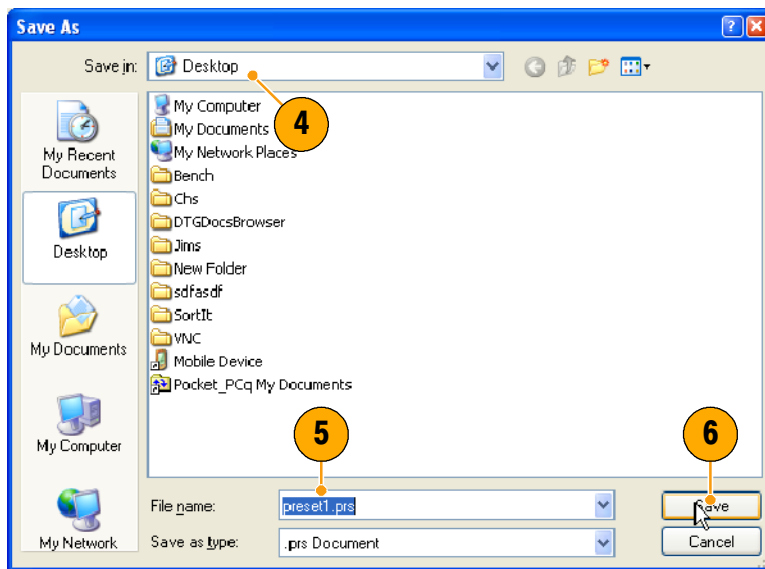 Save As
Save in:
Desktop
4
My Recent
Documents
Desktop
My Documents
My Computer
My Network
My Computer
My Documents
My Network Places
Bench
Chs
DTGDocsBrowser
Jims
New Folder
sdfasdf
SortIt
VNC
Mobile Device
Pocket_PCq My Documents
5
6
File name:
preset1.prs
Save
Save as type:
.prs Document
Cancel